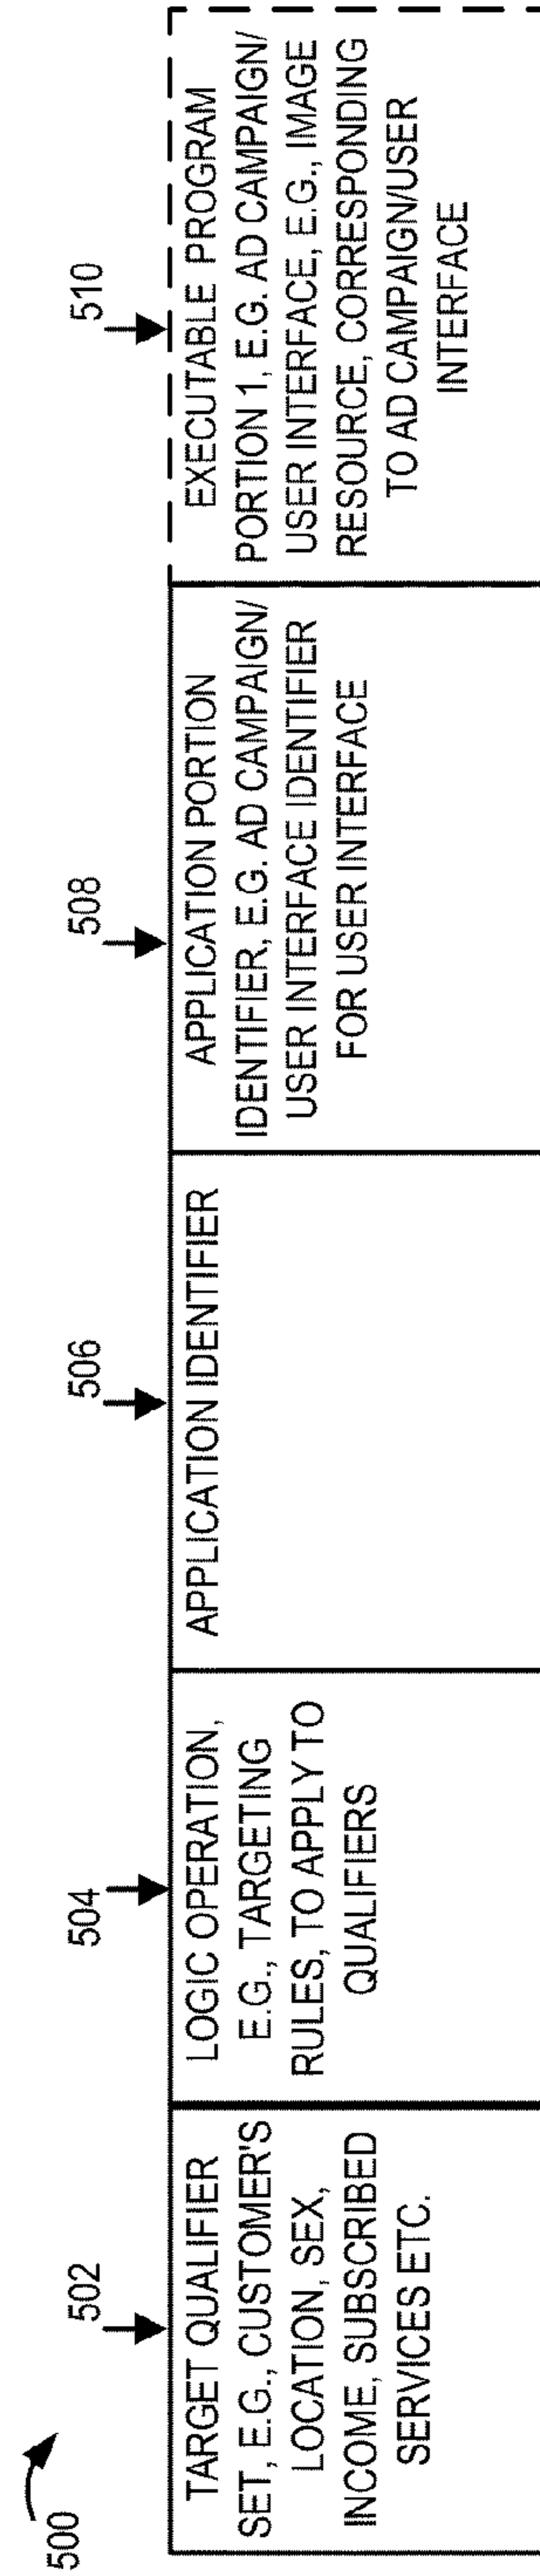 500
502
TARGET QUALIFIER
SET, E.G., CUSTOMER'S
LOCATION, SEX,
INCOME, SUBSCRIBED
SERVICES ETC.
504
LOGIC OPERATION,
E.G., TARGETING
RULES, TO APPLY TO
QUALIFIERS
506
APPLICATION IDENTIFIER
508
APPLICATION PORTION
IDENTIFIER, E.G. AD CAMPAIGN/
USER INTERFACE IDENTIFIER
FOR USER INTERFACE
510
EXECUTABLE PROGRAM
PORTION 1, E.G. AD CAMPAIGN/
USER INTERFACE, E.G., IMAGE
RESOURCE, CORRESPONDING
TO AD CAMPAIGN/USER
INTERFACE